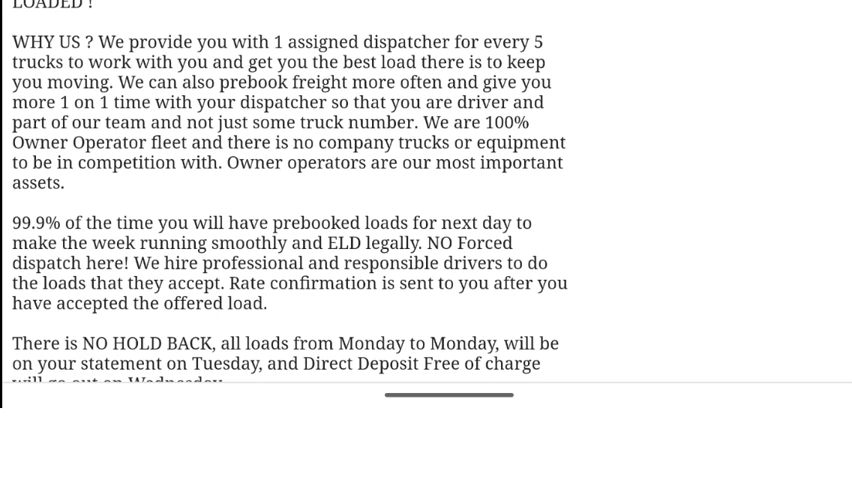 LOADED !
WHY US ? We provide you with 1 assigned dispatcher for every 5
trucks to work with you and get you the best load there is to keep
you moving. We can also prebook freight more often and give you
more 1 on 1 time with your dispatcher so that you are driver and
part of our team and not just some truck number. We are 100%
Owner Operator fleet and there is no company trucks or equipment
to be in competition with. Owner operators are our most important
assets.
99.9% of the time you will have prebooked loads for next day to
make the week running smoothly and ELD legally. NO Forced
dispatch here! We hire professional and responsible drivers to do
the loads that they accept. Rate confirmation is sent to you after you
have accepted the offered load.
There is NO HOLD BACK, all loads from Monday to Monday, will be
on your statement on Tuesday, and Direct Deposit Free of charge
will go out on Wednesday